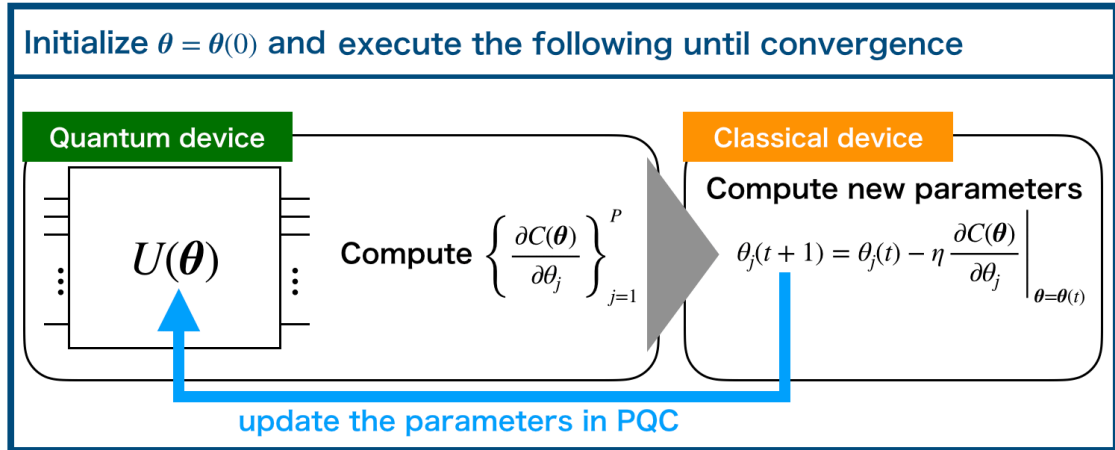 Initialize 𝜽 = 𝜽(0) and execute the following until convergence
Quantum device
U(𝜽)
⋮ ⋮
Compute { ∂C(𝜽) / ∂θ_j }_{j=1}^{P}
Classical device
Compute new parameters
θ_j(t + 1) = θ_j(t) − η ∂C(𝜽) / ∂θ_j |_{𝜽=𝜽(t)}
update the parameters in PQC